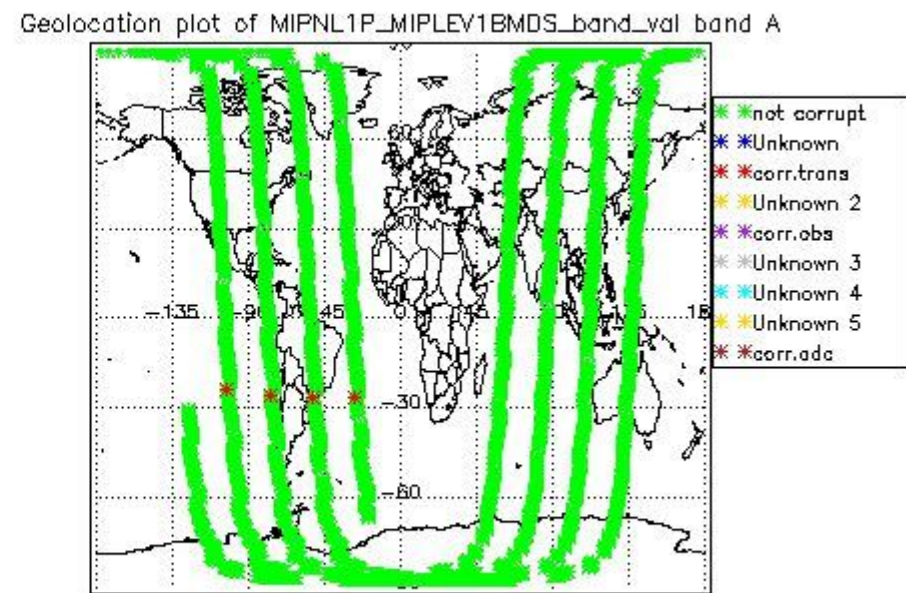 Geolocation plot of MIPNL1P_MIPLEV1BMDS_band_val band A
not corrupt
Unknown
corr.trans
Unknown 2
corr.obs
Unknown 3
Unknown 4
Unknown 5
corr.adc
60
-135 -90 45 0 45
-30
-60